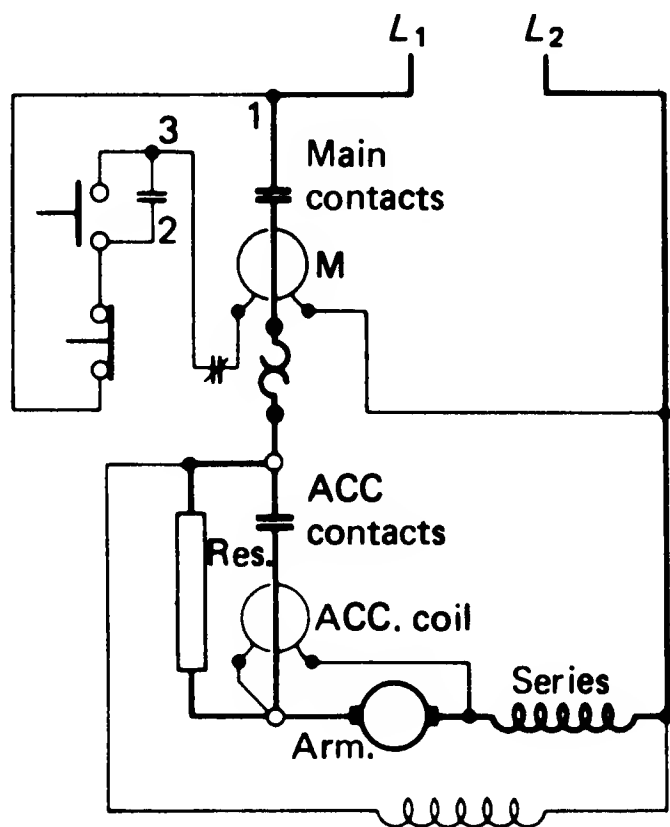 L1
L2
1
3
Main
contacts
2
M
ACC
contacts
Res.
ACC. coil
Series
Arm.